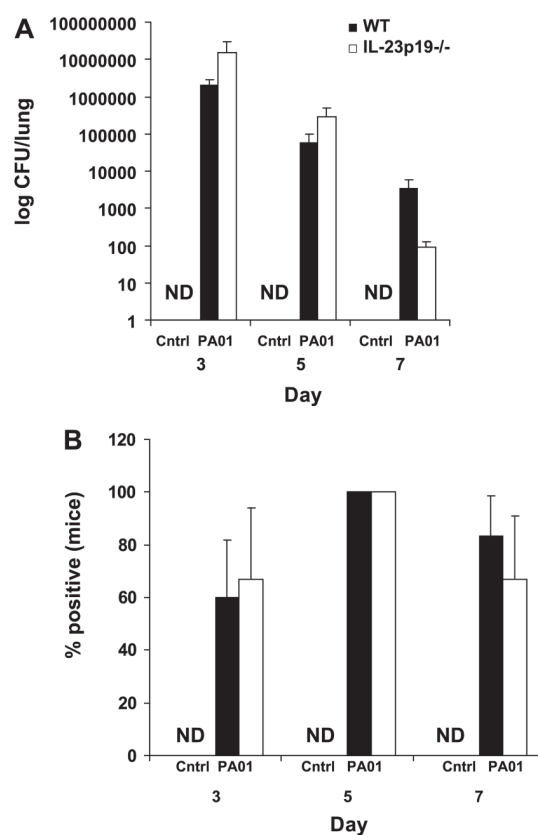 A
WT
IL-23p19-/-
log CFU/lung
100000000
10000000
1000000
100000
10000
1000
100
10
1
ND ND ND
Cntrl PA01 Cntrl PA01 Cntrl PA01
3 5 7
Day
B
% positive (mice)
120
100
80
60
40
20
0
ND ND ND
Cntrl PA01 Cntrl PA01 Cntrl PA01
3 5 7
Day